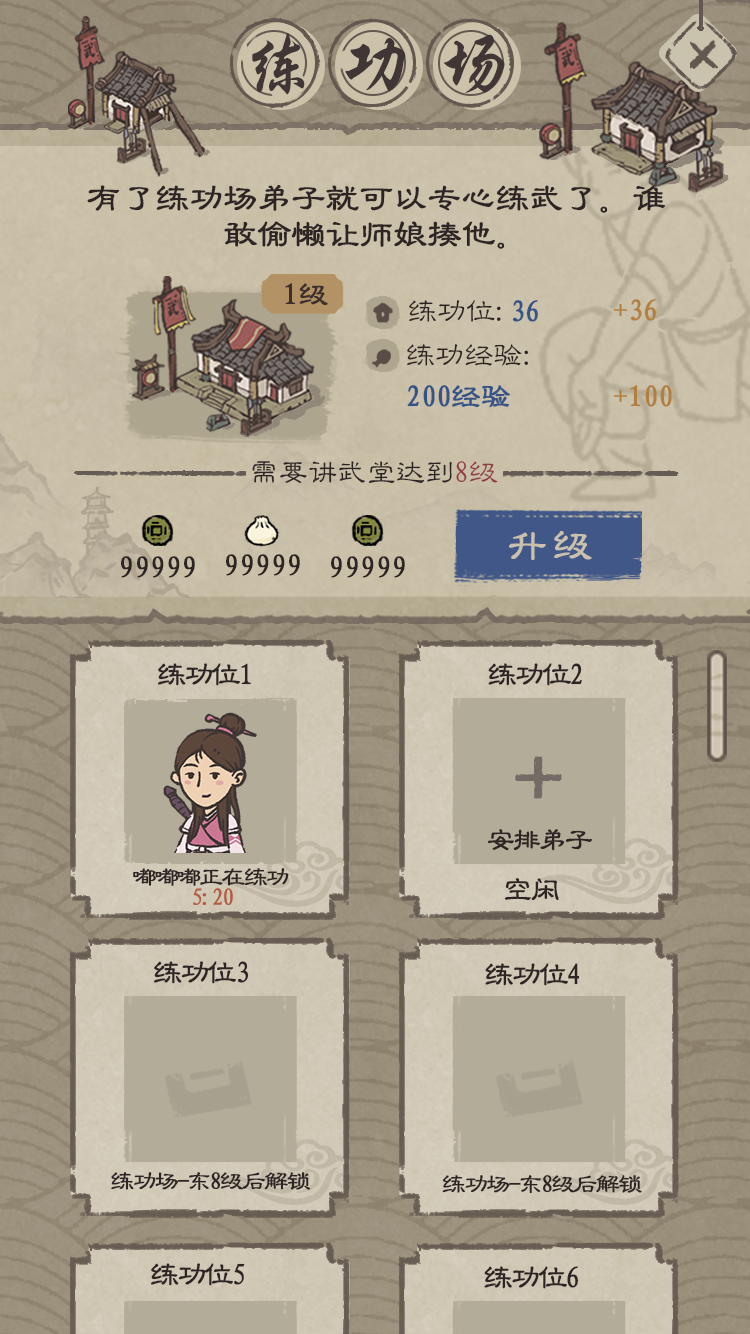 练功场
有了练功场弟子就可以专心练武了。谁
敢偷懒让师娘揍他。
武
1级
练功位: 36 +36
练功经验:
200经验 +100
需要讲武堂达到8级
99999 99999 99999
升级
练功位1
练功位2
安排弟子
嘟嘟嘟正在练功
5: 20
空闲
练功位3
练功位4
练功场-东8级后解锁
练功场-东8级后解锁
练功位5
练功位6